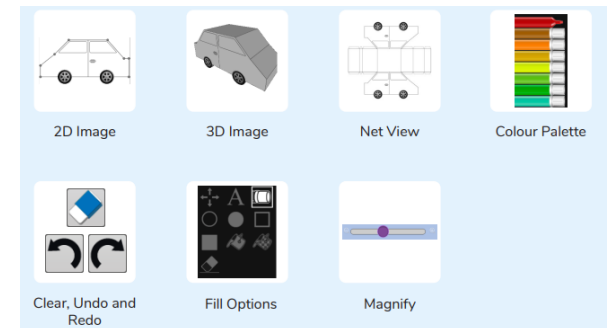 2D Image
3D Image
Net View
Colour Palette
A
Clear, Undo and
Redo
Fill Options
Magnify